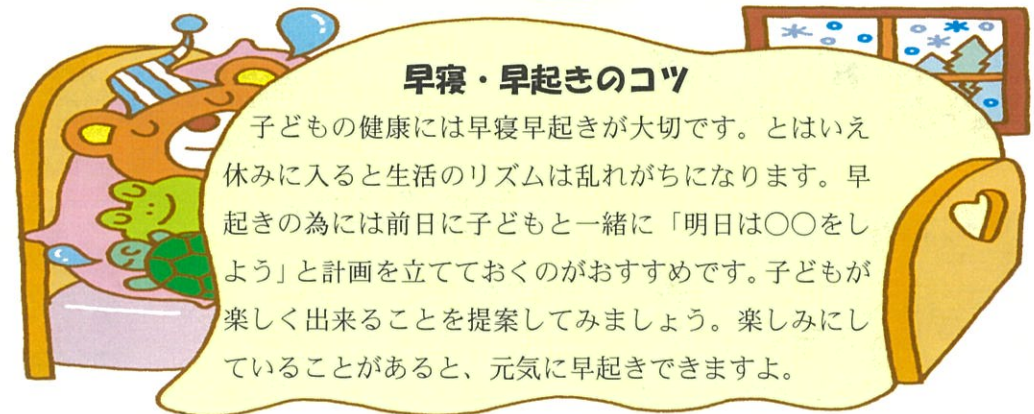 早寝・早起きのコツ
子どもの健康には早寝早起きが大切です。とはいえ
休みに入ると生活のリズムは乱れがちになります。早
起きの為には前日に子どもと一緒に「明日は〇〇をし
よう」と計画を立てておくのがおすすめです。子どもが
楽しく出来ることを提案してみましょう。楽しみにし
ていることがあると、元気に早起きできますよ。